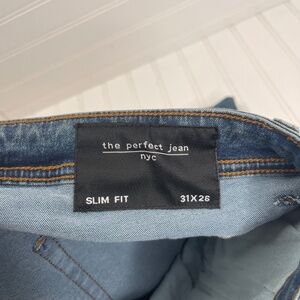 the perfect jean
nyc
SLIM FIT 31X26